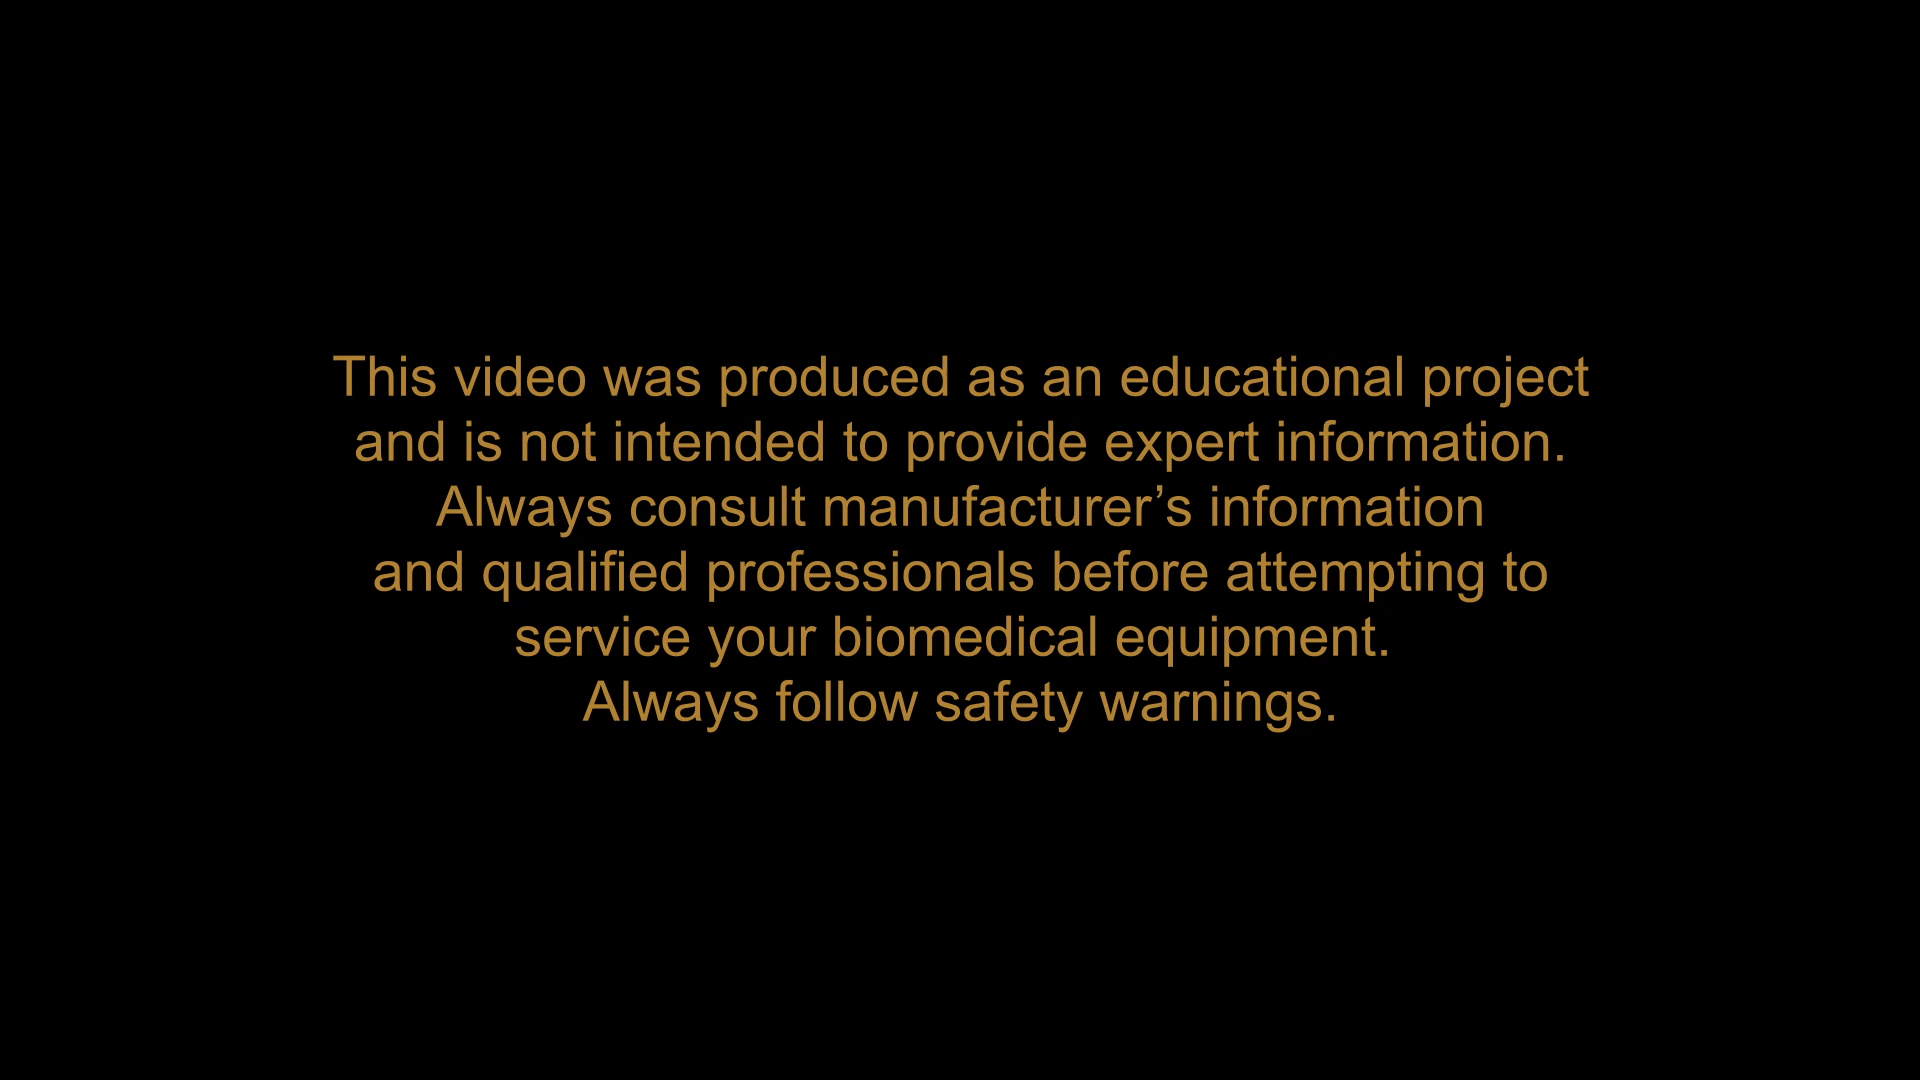 This video was produced as an educational project
and is not intended to provide expert information.
Always consult manufacturer’s information
and qualified professionals before attempting to
service your biomedical equipment.
Always follow safety warnings.